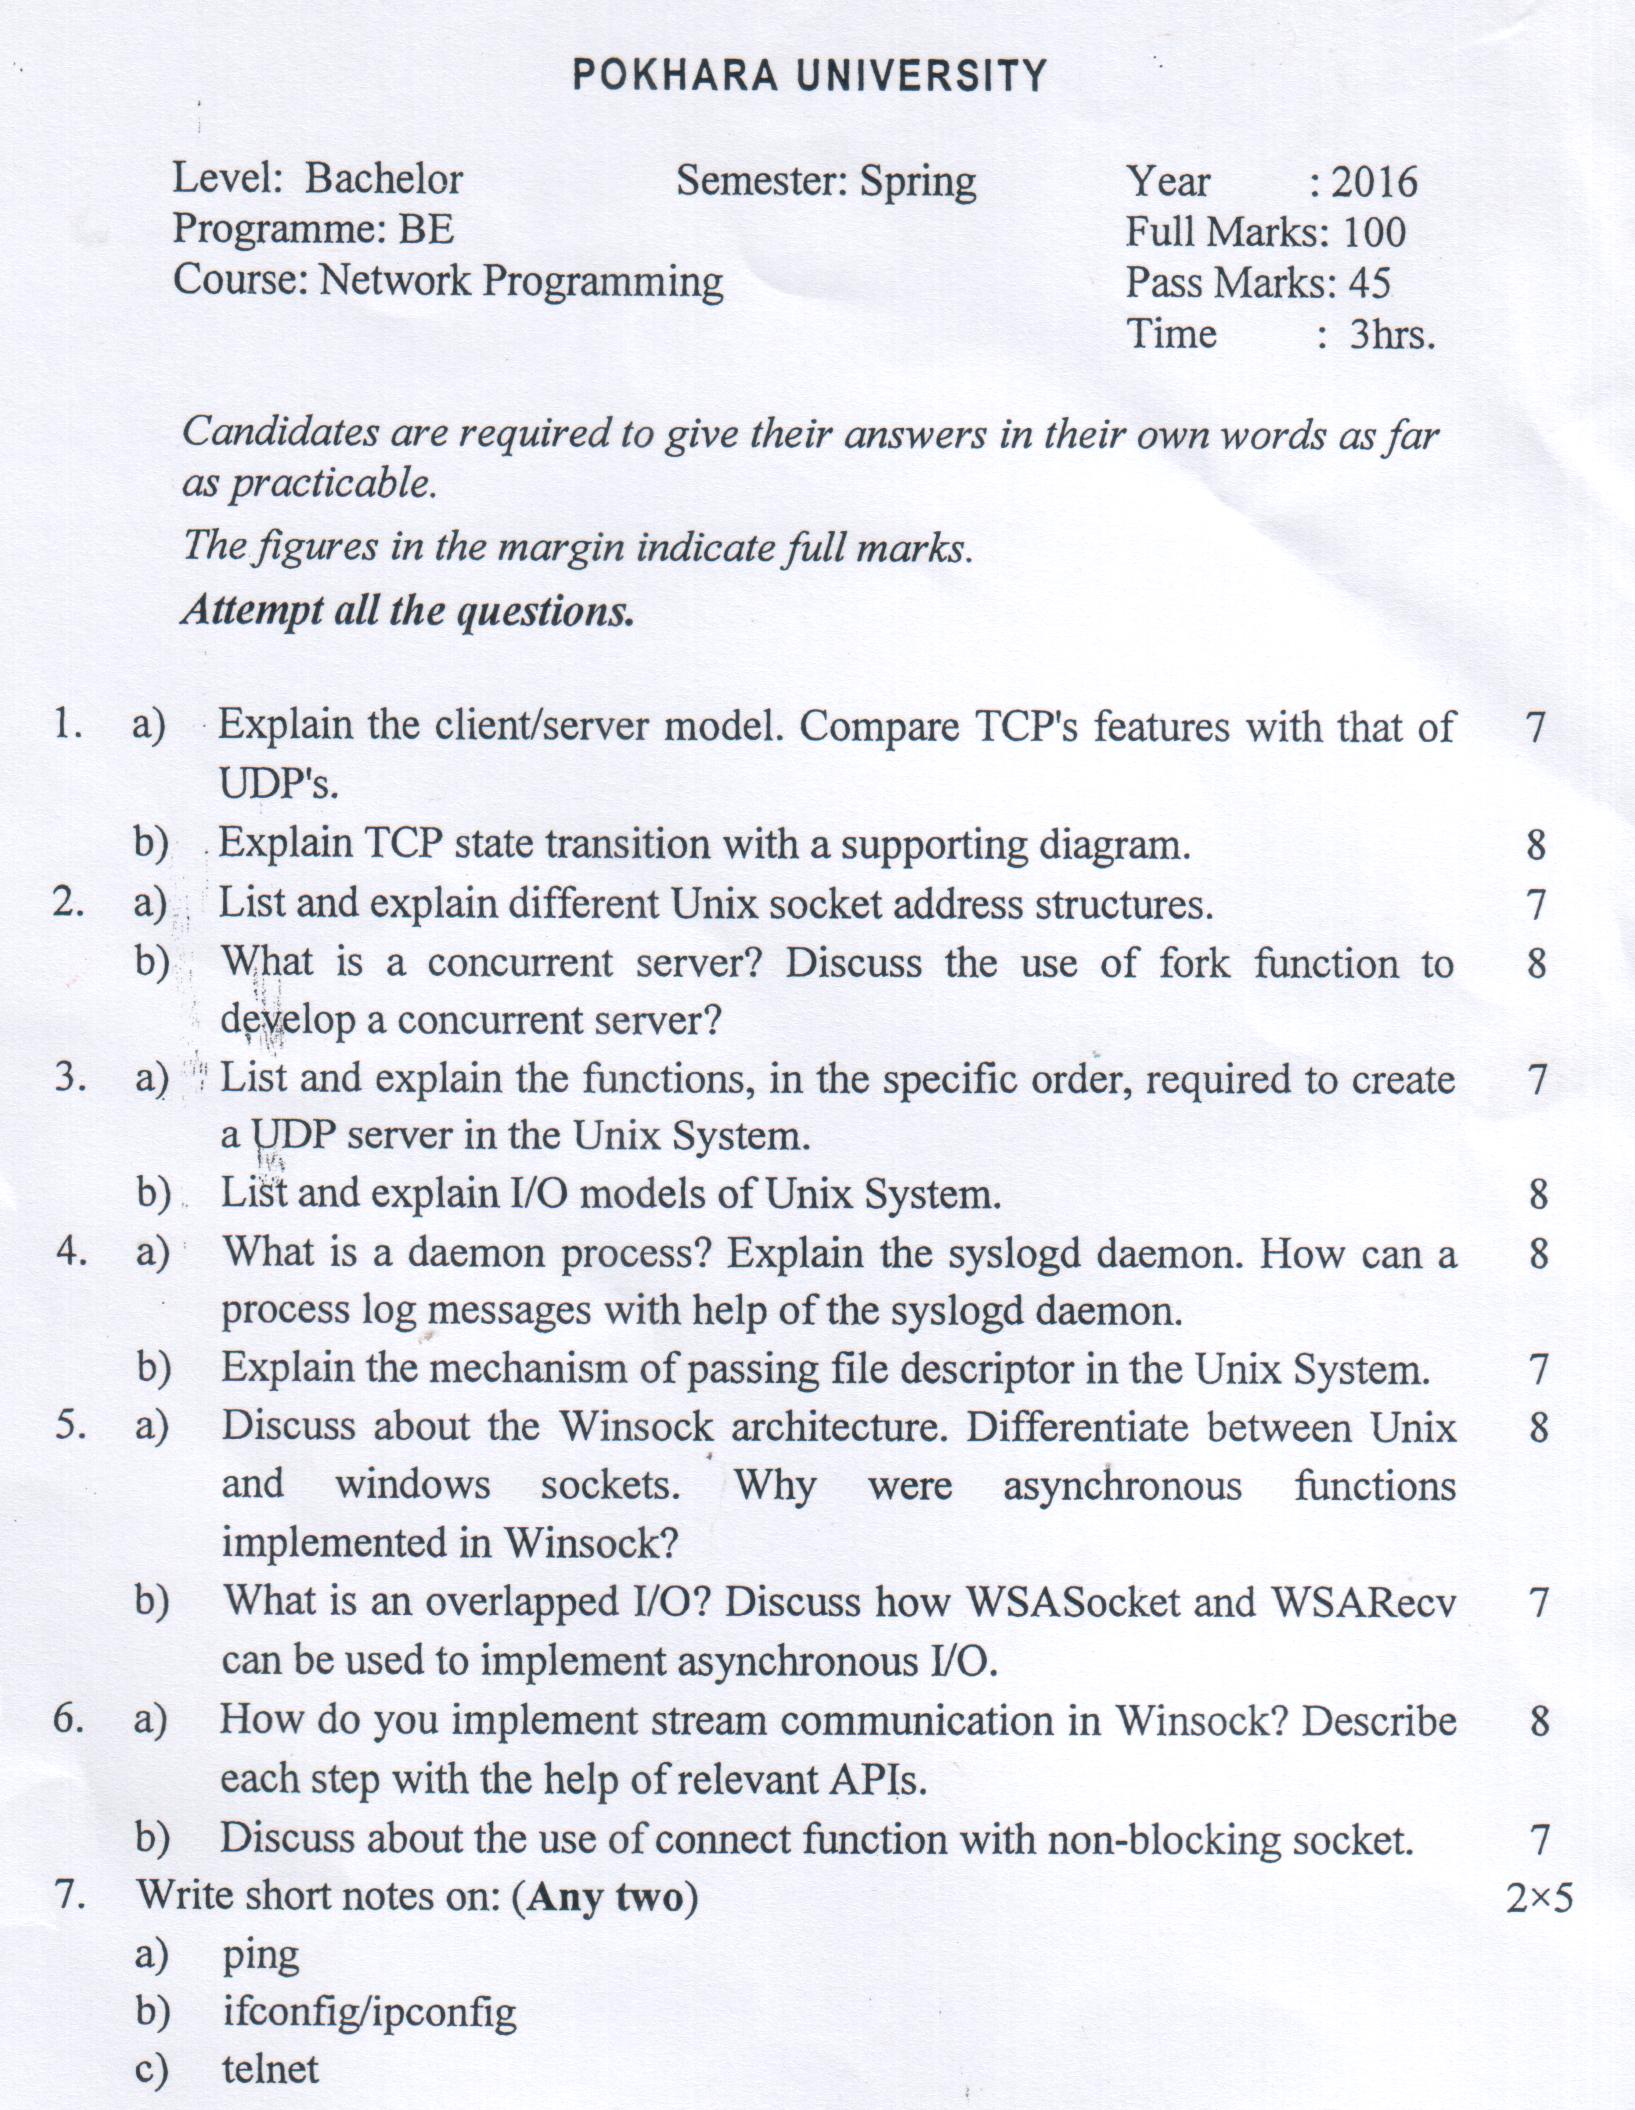 POKHARA UNIVERSITY
Level: Bachelor Semester: Spring Year : 2016
Programme: BE Full Marks: 100
Course: Network Programming Pass Marks: 45
Time : 3hrs.
Candidates are required to give their answers in their own words as far
as practicable.
The figures in the margin indicate full marks.
Attempt all the questions.
1. a) Explain the client/server model. Compare TCP's features with that of 7
UDP's.
b) Explain TCP state transition with a supporting diagram. 8
2. a) List and explain different Unix socket address structures. 7
b) What is a concurrent server? Discuss the use of fork function to 8
develop a concurrent server?
3. a) List and explain the functions, in the specific order, required to create 7
a UDP server in the Unix System.
b) List and explain I/O models of Unix System. 8
4. a) What is a daemon process? Explain the syslogd daemon. How can a 8
process log messages with help of the syslogd daemon.
b) Explain the mechanism of passing file descriptor in the Unix System. 7
5. a) Discuss about the Winsock architecture. Differentiate between Unix 8
and windows sockets. Why were asynchronous functions
implemented in Winsock?
b) What is an overlapped I/O? Discuss how WSASocket and WSARecv 7
can be used to implement asynchronous I/O.
6. a) How do you implement stream communication in Winsock? Describe 8
each step with the help of relevant APIs.
b) Discuss about the use of connect function with non-blocking socket. 7
7. Write short notes on: (Any two) 2×5
a) ping
b) ifconfig/ipconfig
c) telnet